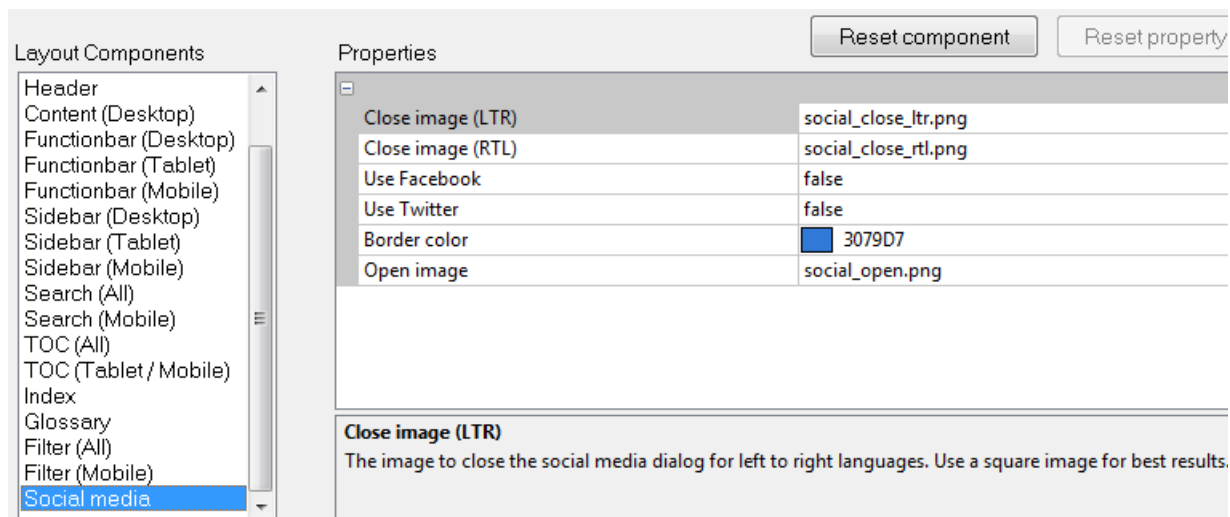 Reset component
Reset property
Layout Components
Properties
Header
Content (Desktop)
Functionbar (Desktop)
Functionbar (Tablet)
Functionbar (Mobile)
Sidebar (Desktop)
Sidebar (Tablet)
Sidebar (Mobile)
Search (All)
Search (Mobile)
TOC (All)
TOC (Tablet / Mobile)
Index
Glossary
Filter (All)
Filter (Mobile)
Social media
Close image (LTR) social_close_ltr.png
Close image (RTL) social_close_rtl.png
Use Facebook false
Use Twitter false
Border color 3079D7
Open image social_open.png
Close image (LTR)
The image to close the social media dialog for left to right languages. Use a square image for best results.